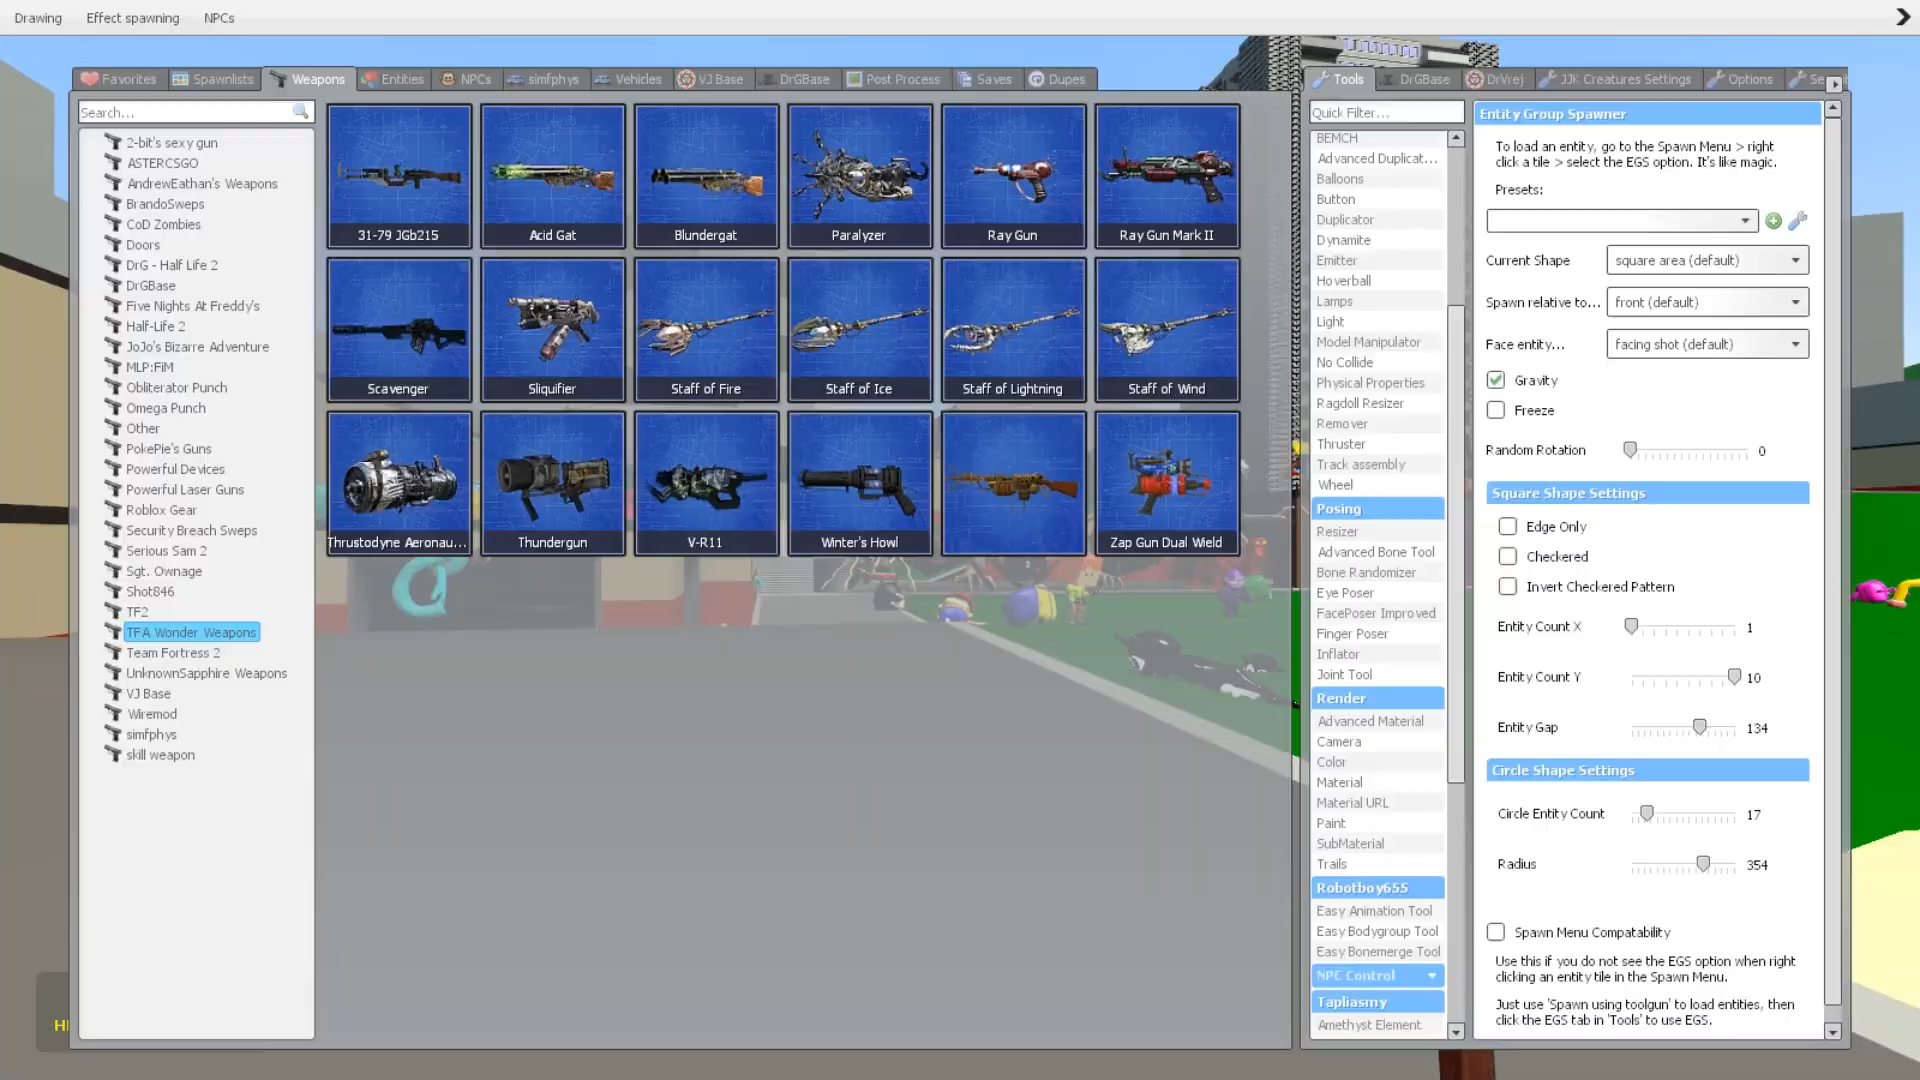 Drawing
Effect spawning
NPCs
Favorites
Spawnlists
Weapons
Entities
NPCs
simfphys
Vehicles
VJ Base
DrGBase
Post Process
Saves
Dupes
Search...
2-bit's sexy gun
ASTERCSGO
AndrewEathan's Weapons
BrandoSweps
CoD Zombies
Doors
DrG - Half Life 2
DrGBase
Five Nights At Freddy's
Half-Life 2
JoJo's Bizarre Adventure
MLP:FiM
Obliterator Punch
Omega Punch
Other
PokePie's Guns
Powerful Devices
Powerful Laser Guns
Roblox Gear
Security Breach Sweps
Serious Sam 2
Sgt. Ownage
Shot846
TF2
TFA Wonder Weapons
Team Fortress 2
UnknownSapphire Weapons
VJ Base
Wiremod
simfphys
skill weapon
31-79 JGb215
Acid Gat
Blundergat
Paralyzer
Ray Gun
Ray Gun Mark II
Scavenger
Sliquifier
Staff of Fire
Staff of Ice
Staff of Lightning
Staff of Wind
Thrustodyne Aeronau...
Thundergun
V-R11
Winter's Howl
Zap Gun Dual Wield
Tools
DrGBase
DrVrej
JJK Creatures Settings
Options
Quick Filter...
BEMCH
Advanced Duplicat...
Balloons
Button
Duplicator
Dynamite
Emitter
Hoverball
Lamps
Light
Model Manipulator
No Collide
Physical Properties
Ragdoll Resizer
Remover
Thruster
Track assembly
Wheel
Posing
Resizer
Advanced Bone Tool
Bone Randomizer
Eye Poser
FacePoser Improved
Finger Poser
Inflator
Joint Tool
Render
Advanced Material
Camera
Color
Material
Material URL
Paint
SubMaterial
Trails
Robotboy655
Easy Animation Tool
Easy Bodygroup Tool
Easy Bonemerge Tool
NPC Control
Tapliasmy
Amethyst Element
Entity Group Spawner
To load an entity, go to the Spawn Menu > right
click a tile > select the EGS option. It's like magic.
Presets:
Current Shape square area (default)
Spawn relative to... front (default)
Face entity... facing shot (default)
Gravity
Freeze
Random Rotation 0
Square Shape Settings
Edge Only
Checkered
Invert Checkered Pattern
Entity Count X 1
Entity Count Y 10
Entity Gap 134
Circle Shape Settings
Circle Entity Count 17
Radius 354
Spawn Menu Compatability
Use this if you do not see the EGS option when right
clicking an entity tile in the Spawn Menu.
Just use 'Spawn using toolgun' to load entities, then
click the EGS tab in 'Tools' to use EGS.